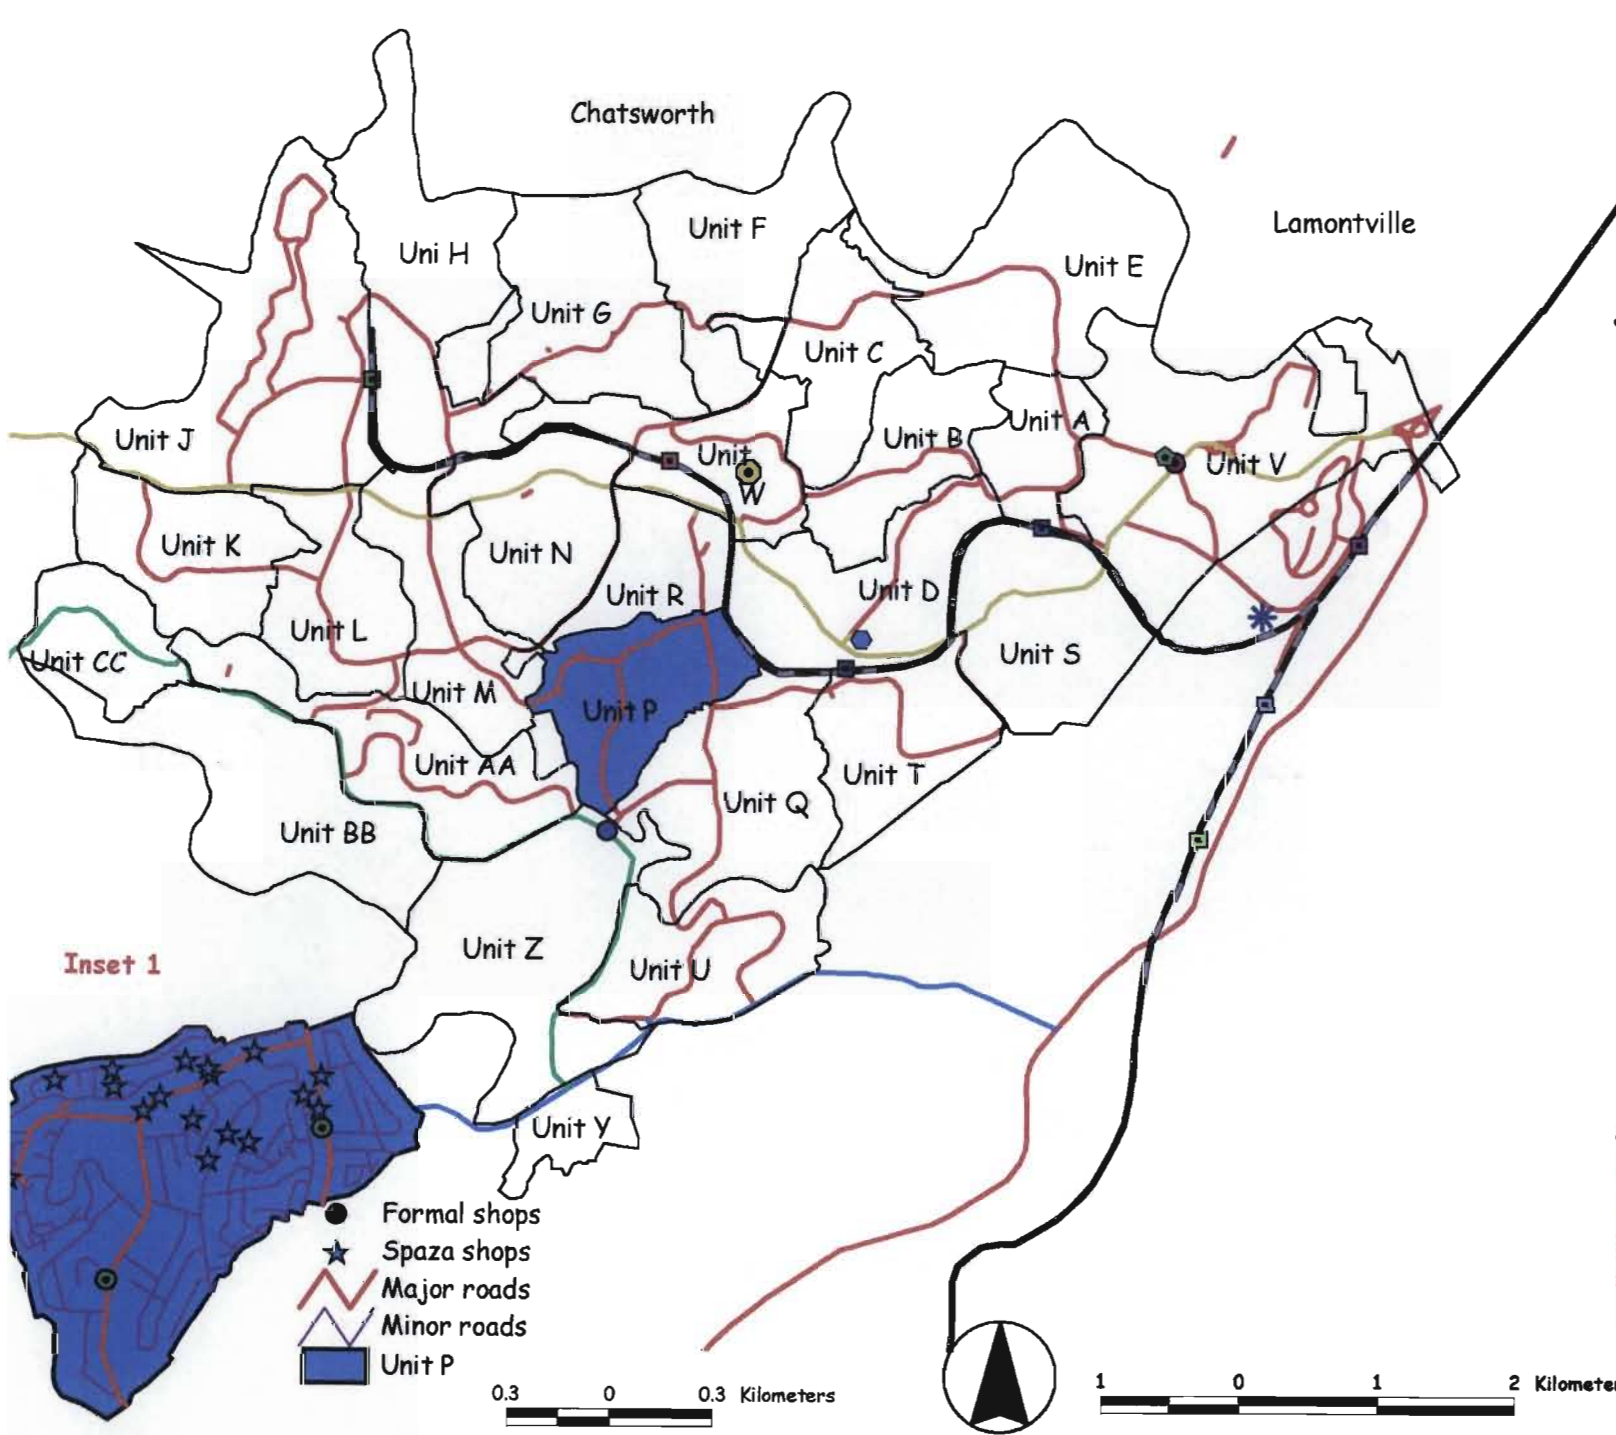 Chatsworth
Lamontville
Unit F
Uni H
Unit E
Unit G
Unit C
Unit A
Unit J
Unit B
Unit
W
Unit V
Unit K
Unit N
Unit R
Unit D
Unit L
Unit CC
Unit S
Unit M
Unit P
Unit AA
Unit T
Unit Q
Unit BB
Unit Z
Unit U
Inset 1
Unit Y
Formal shops
Spaza shops
Major roads
Minor roads
Unit P
0.3 0 0.3 Kilometers
1 0 1 2 Kilometer